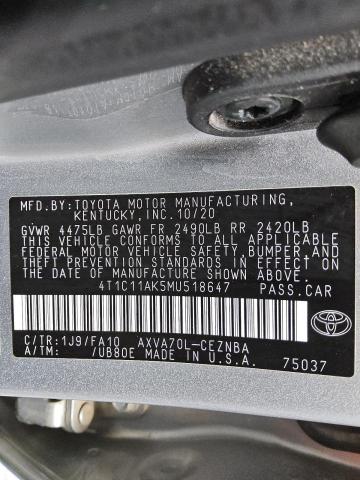 MFD.BY:TOYOTA MOTOR MANUFACTURING,
KENTUCKY,INC.10/20
GVWR 4475LB GAWR FR 2490LB RR 2420LB
THIS VEHICLE CONFORMS TO ALL APPLICABLE
FEDERAL MOTOR VEHICLE SAFETY,BUMPER,AND
THEFT PREVENTION STANDARDS IN EFFECT ON
THE DATE OF MANUFACTURE SHOWN ABOVE.
4T1C11AK5MU518647 PASS.CAR
C/TR:1J9/FA10 AXVA70L-CEZNBA
A/TM: /UB80E MADE IN U.S.A. 75037
TOYOTA